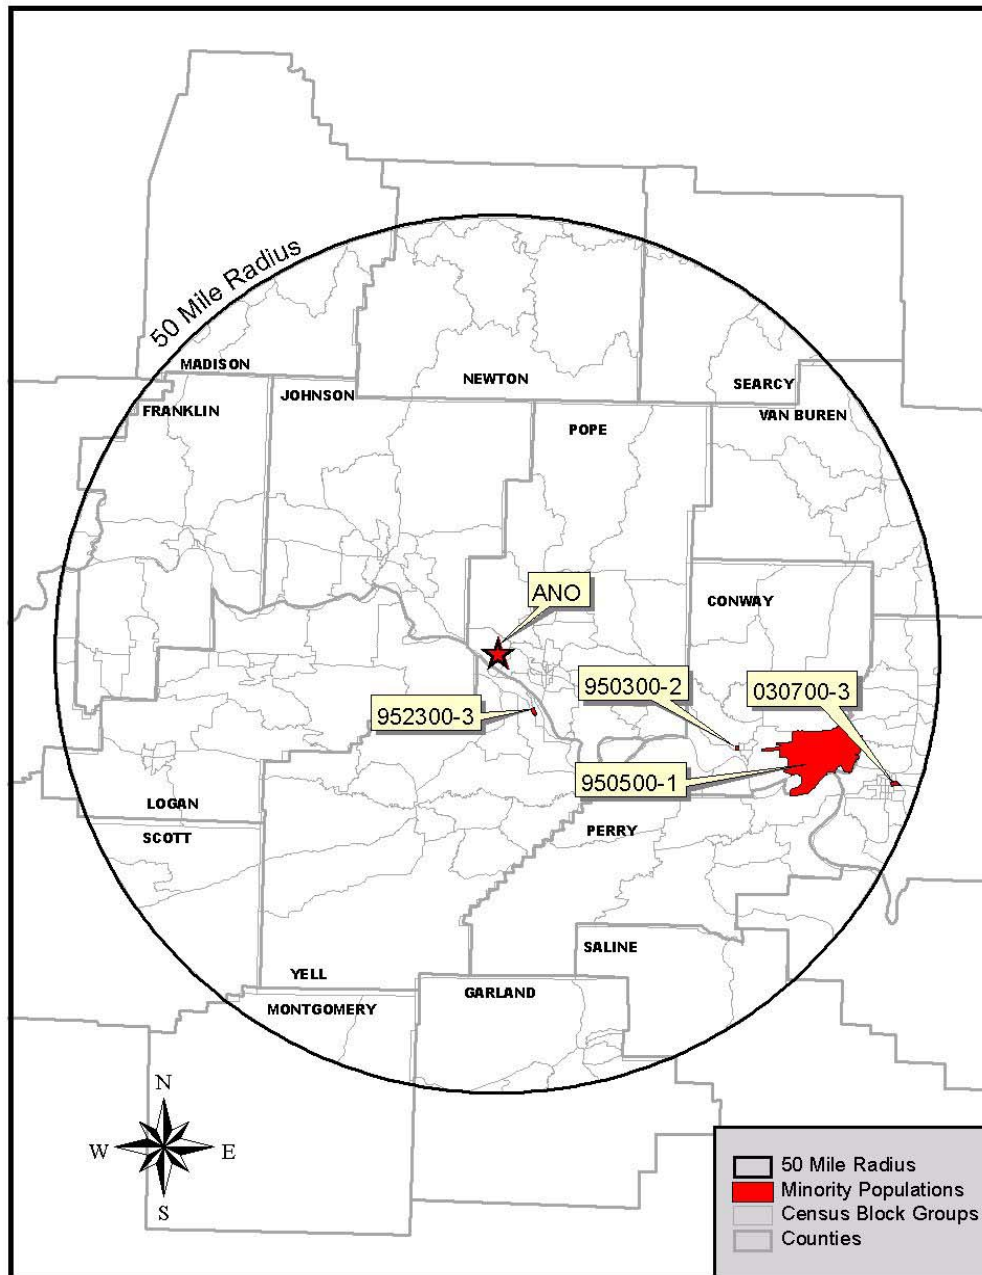 50 Mile Radius
MADISON
NEWTON
SEARCY
FRANKLIN
JOHNSON
VAN BUREN
POPE
ANO
CONWAY
950300-2
030700-3
952300-3
950500-1
LOGAN
PERRY
SCOTT
SALINE
YELL
GARLAND
MONTGOMERY
N
W
E
S
50 Mile Radius
Minority Populations
Census Block Groups
Counties